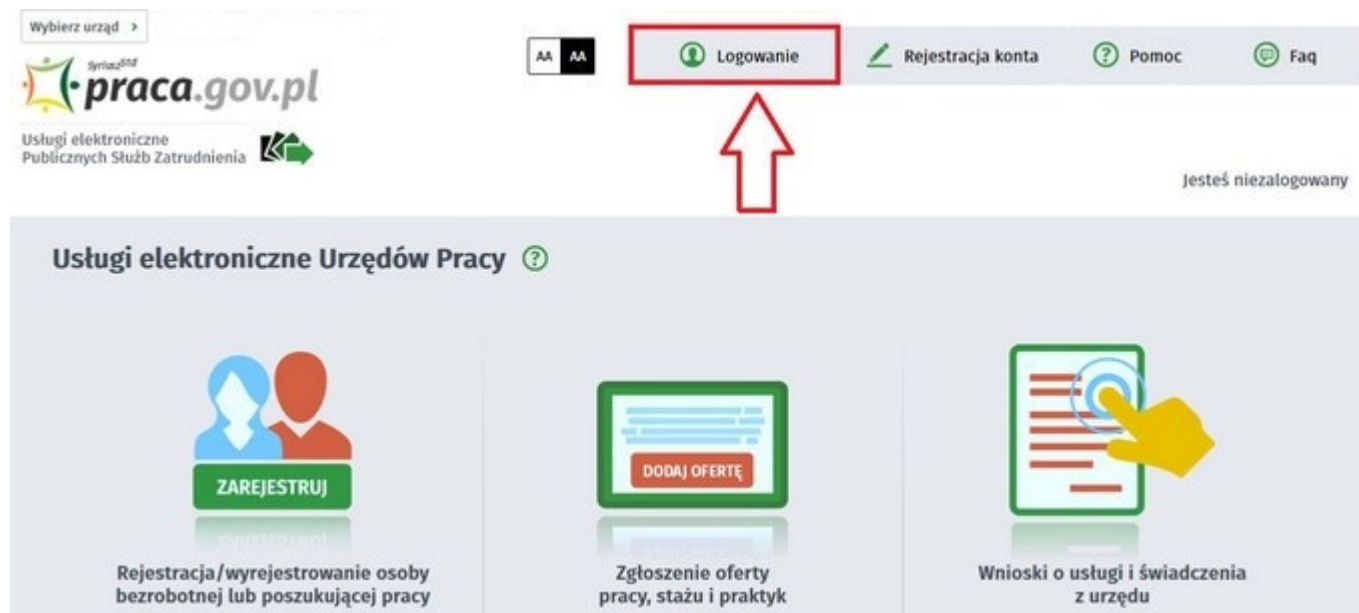 Wybierz urząd
AA AA
Logowanie
Rejestracja konta
Pomoc
Faq
SyriuszStd
praca.gov.pl
Usługi elektroniczne
Publicznych Służb Zatrudnienia
Jesteś niezalogowany
Usługi elektroniczne Urzędów Pracy
ZAREJESTRUJ
Rejestracja/wyrejestrowanie osoby
bezrobotnej lub poszukującej pracy
DODAJ OFERTĘ
Zgłoszenie oferty
pracy, stażu i praktyk
Wnioski o usługi i świadczenia
z urzędu